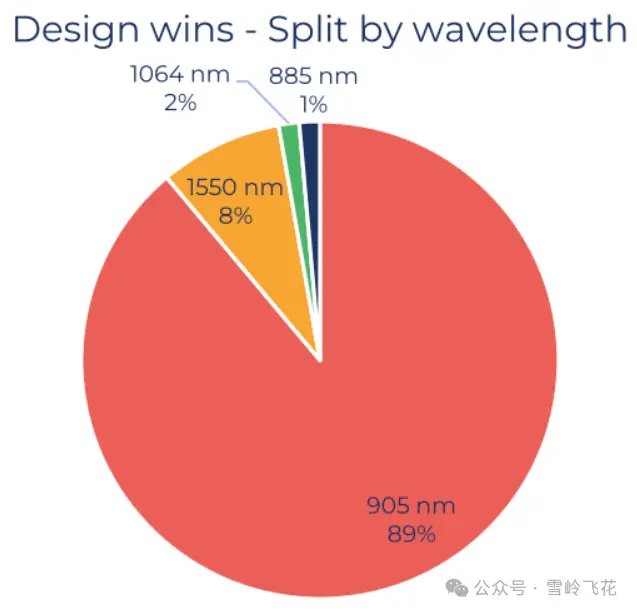 Design wins - Split by wavelength
1064 nm
2%
885 nm
1%
1550 nm
8%
905 nm
89%
公众号 · 雪岭飞花